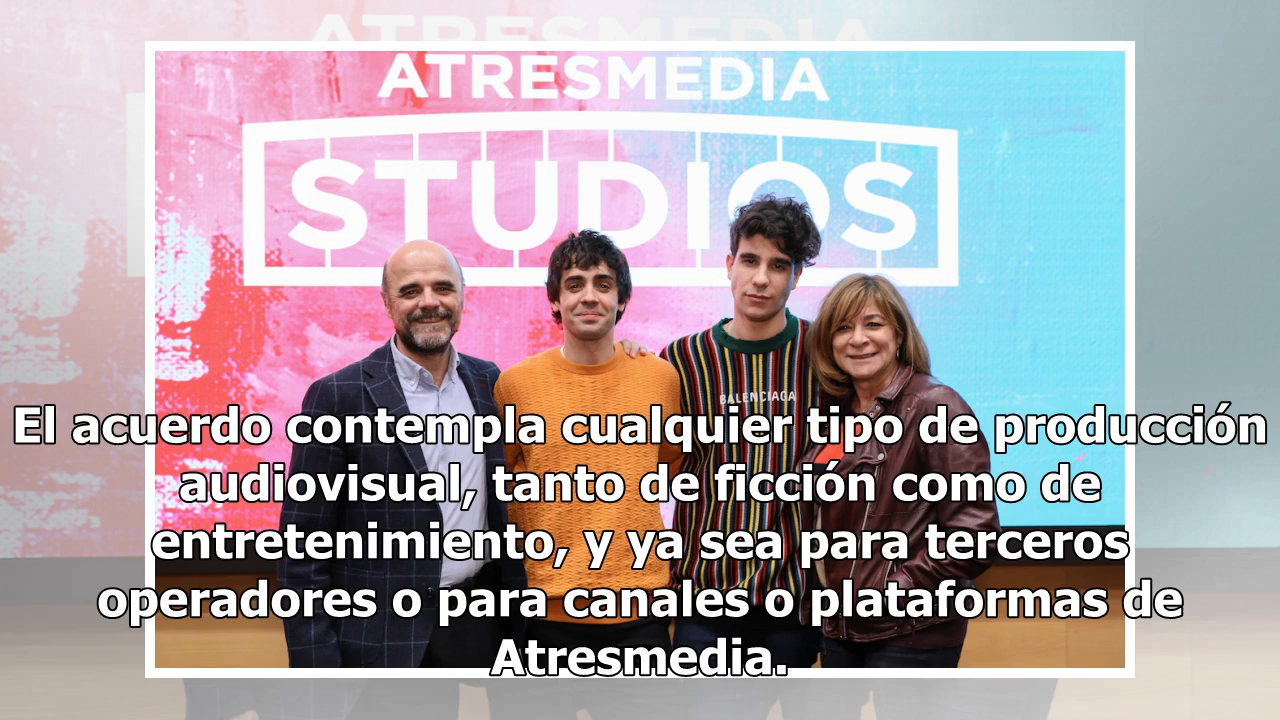 ATRESMEDIA
ATRESMEDIA
STUDIOS
BALENCIAGA
El acuerdo contempla cualquier tipo de producción
audiovisual, tanto de ficción como de
entretenimiento, y ya sea para terceros
operadores o para canales o plataformas de
Atresmedia.